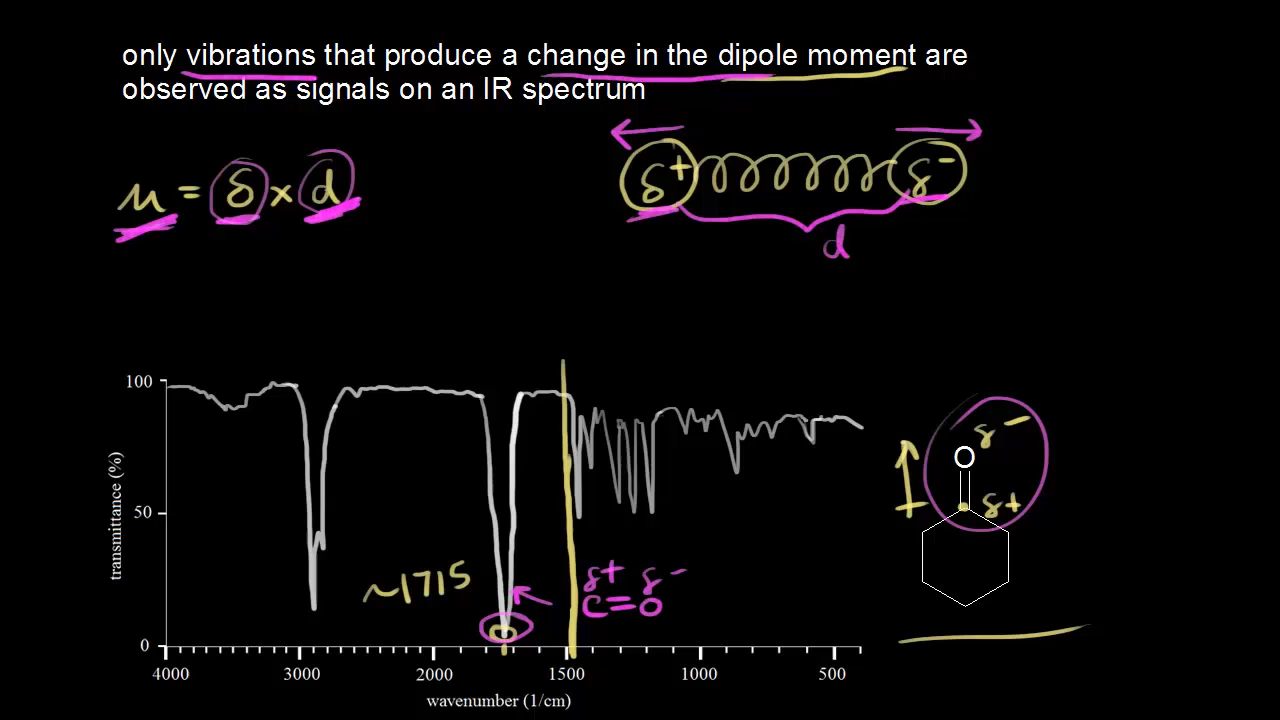 only vibrations that produce a change in the dipole moment are
observed as signals on an IR spectrum
μ = δ × d
δ+ δ-
d
100
50
0
transmittance (%)
4000 3000 2000 1500 1000 500
wavenumber (1/cm)
~1715
δ+ δ-
C=O
δ-
O
δ+